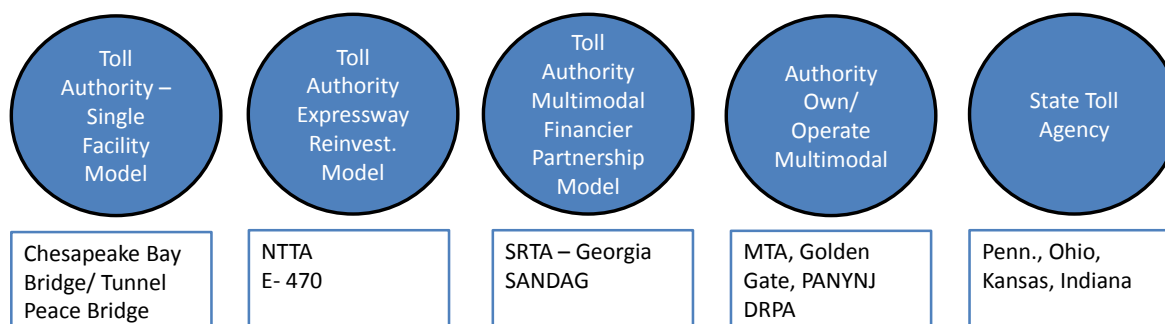 Toll
Authority –
Single
Facility
Model
Toll
Authority
Expressway
Reinvest.
Model
Toll
Authority
Multimodal
Financier
Partnership
Model
Authority
Own/
Operate
Multimodal
State Toll
Agency
Chesapeake Bay
Bridge/ Tunnel
Peace Bridge
NTTA
E- 470
SRTA – Georgia
SANDAG
MTA, Golden
Gate, PANYNJ
DRPA
Penn., Ohio,
Kansas, Indiana